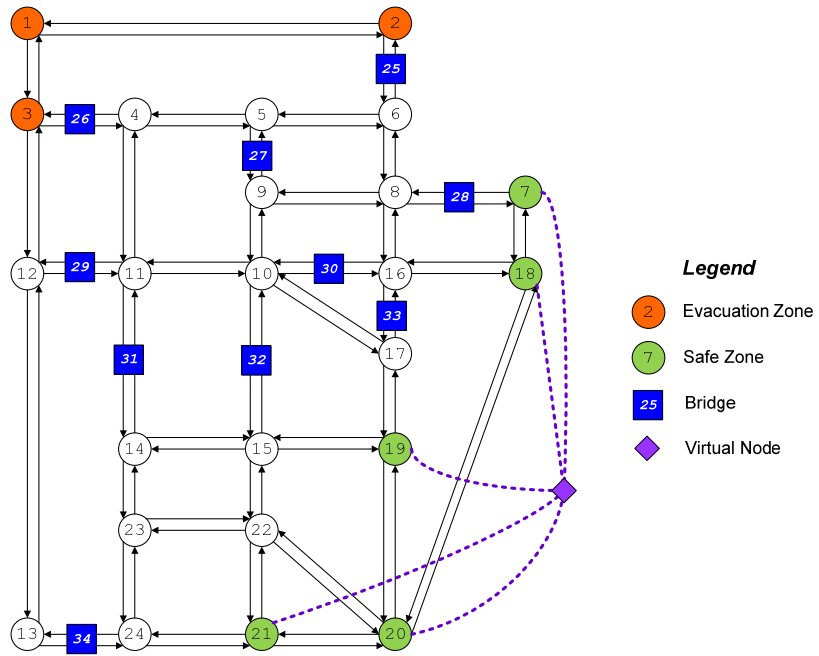 1 2
25
3 26 4 5 6
27
9 8 28 7
12 29 11 10 30 16 18
33
17
31 32
14 15 19
23 22
13 34 24 21 20
Legend
2 Evacuation Zone
7 Safe Zone
25 Bridge
Virtual Node